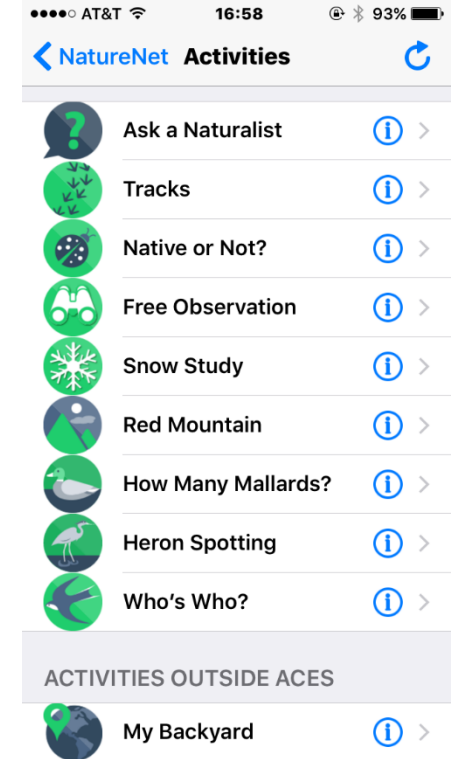 AT&T 16:58 93%
NatureNet Activities
Ask a Naturalist
Tracks
Native or Not?
Free Observation
Snow Study
Red Mountain
How Many Mallards?
Heron Spotting
Who's Who?
ACTIVITIES OUTSIDE ACES
My Backyard